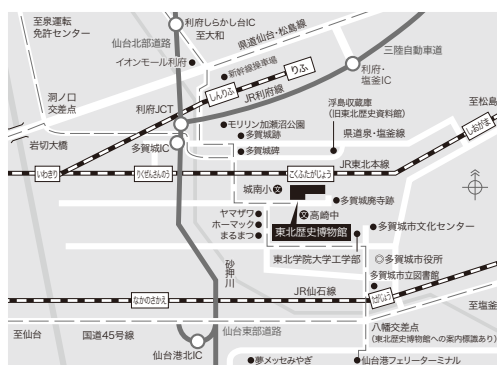 至泉運転
免許センター
利府しらかし台IC
至大和
仙台北部道路
イオンモール利府
県道仙台・松島線
三陸自動車道
新幹線操車場
りふ
しんりふ
JR利府線
利府・
塩釜IC
洞ノ口
交差点
利府JCT
浮島収蔵庫
(旧東北歴史資料館)
至松島
モリリン加瀬沼公園
多賀城跡
県道泉・塩釜線
しおがま
岩切大橋
多賀城IC
多賀城碑
JR東北本線
いわきり
りくぜんさんのう
こくふたがじょう
城南小
文
多賀城廃寺跡
ヤマザワ
ホーマック
まるまつ
文
高崎中
東北歴史博物館
多賀城市文化センター
東北学院大学工学部
◎多賀城市役所
多賀城市立図書館
砂押川
JR仙石線
なかのさかえ
たがじょう
至塩釜
至仙台
国道45号線
仙台東部道路
八幡交差点
(東北歴史博物館への案内標識あり)
仙台港北IC
夢メッセみやぎ
仙台港フェリーターミナル